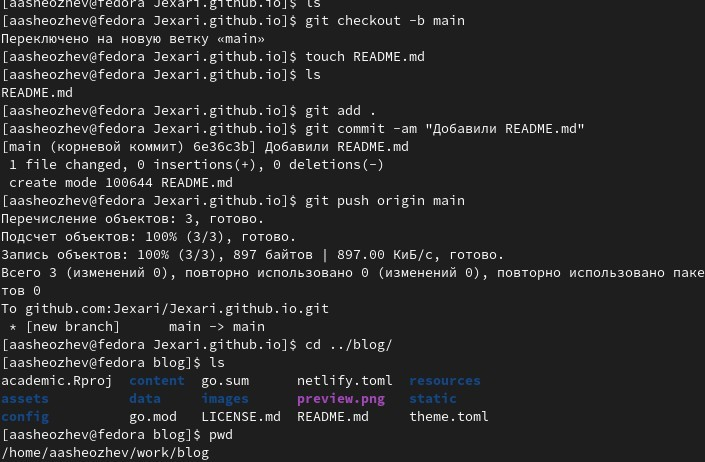 [aasheozhev@fedora Jexari.github.io]$ ls
[aasheozhev@fedora Jexari.github.io]$ git checkout -b main
Переключено на новую ветку «main»
[aasheozhev@fedora Jexari.github.io]$ touch README.md
[aasheozhev@fedora Jexari.github.io]$ ls
README.md
[aasheozhev@fedora Jexari.github.io]$ git add .
[aasheozhev@fedora Jexari.github.io]$ git commit -am "Добавили README.md"
[main (корневой коммит) 6e36c3b] Добавили README.md
 1 file changed, 0 insertions(+), 0 deletions(-)
 create mode 100644 README.md
[aasheozhev@fedora Jexari.github.io]$ git push origin main
Перечисление объектов: 3, готово.
Подсчет объектов: 100% (3/3), готово.
Запись объектов: 100% (3/3), 897 байтов | 897.00 КиБ/с, готово.
Всего 3 (изменений 0), повторно использовано 0 (изменений 0), повторно использовано паке
тов 0
To github.com:Jexari/Jexari.github.io.git
 * [new branch]      main -> main
[aasheozhev@fedora Jexari.github.io]$ cd ../blog/
[aasheozhev@fedora blog]$ ls
academic.Rproj  content  go.sum      netlify.toml  resources
assets          data     images      preview.png   static
config          go.mod   LICENSE.md  README.md     theme.toml
[aasheozhev@fedora blog]$ pwd
/home/aasheozhev/work/blog